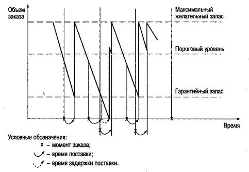 Объем
заказа
Максимальный
желательный запас
Пороговый уровень
Гарантийный запас
Время
Условные обозначения:
– момент заказа;
– время поставки;
– время задержки поставки.